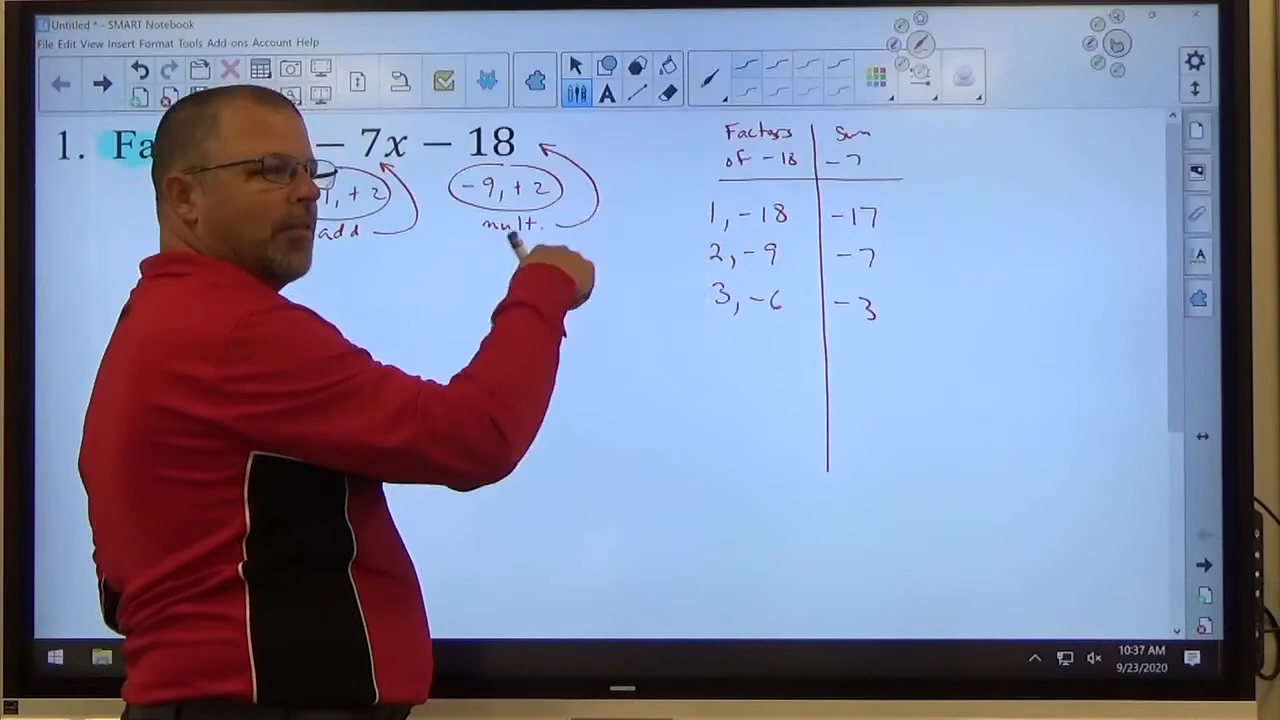 Untitled * - SMART Notebook
File Edit View Insert Format Tools Add-ons Account Help
1. Fa − 7x − 18
, + 2
add
- 9, + 2
mult.
Factors Sum
of -18 -7
1, -18 -17
2, -9 -7
3, -6 -3
10:37 AM
9/23/2020